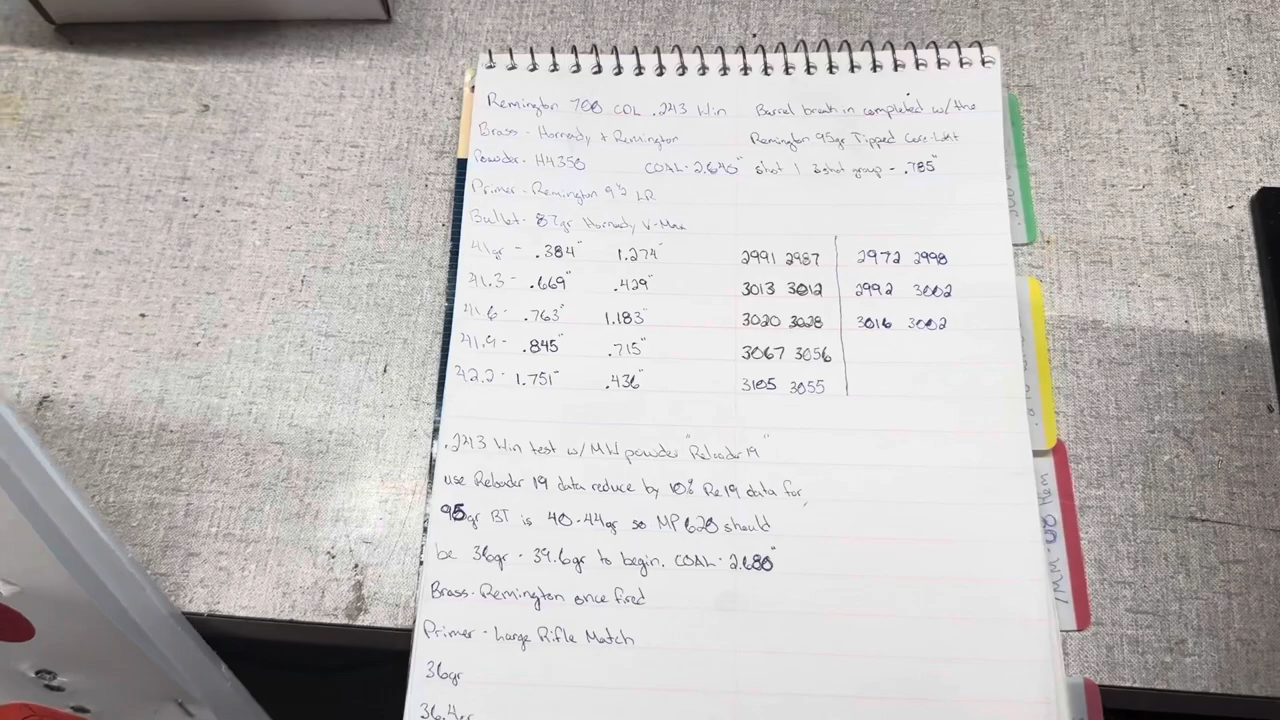 Remington 700 CDL .243 Win Barrel break in completed w/ the
Brass - Hornady + Remington Remington 95gr Tipped Core-Lokt
Powder - H4350 COAL - 2.640" shot 1 3 shot group - .785"
Primer - Remington 9½ LR
Bullet - 87gr Hornady V-Max
41gr - .384" 1.274" 2991 2987 2972 2998
41.3 - .669" .429" 3013 3012 2992 3002
41.6 - .763" 1.183" 3020 3028 3016 3002
41.9 - .845" .715" 3067 3056
42.2 - 1.751" .436" 3105 3055
.243 Win test w/ powder "Reloader 19"
use Reloder 19 data reduce by 10% Re19 data for
95gr BT is 40-44gr so MP 620 should
be 36gr - 39.6gr to begin. COAL - 2.680"
Brass - Remington once fired
Primer - Large Rifle Match
36gr
36.4gr
7MM-08 Rem